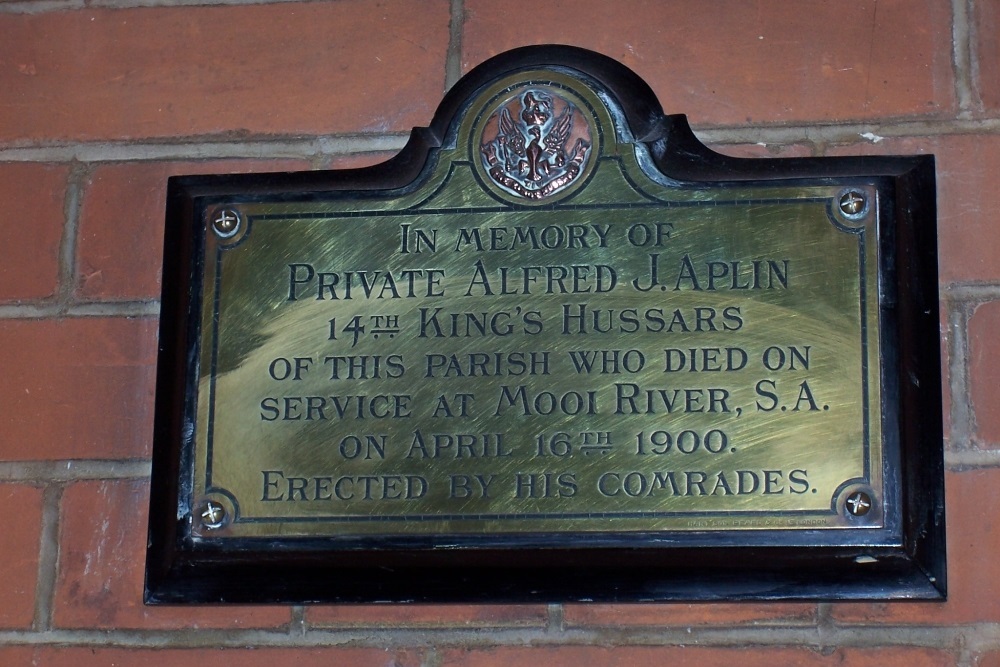 IN MEMORY OF
PRIVATE ALFRED J. APLIN
14TH KING'S HUSSARS
OF THIS PARISH WHO DIED ON
SERVICE AT MOOI RIVER, S.A.
ON APRIL 16TH 1900.
ERECTED BY HIS COMRADES.
LONDON